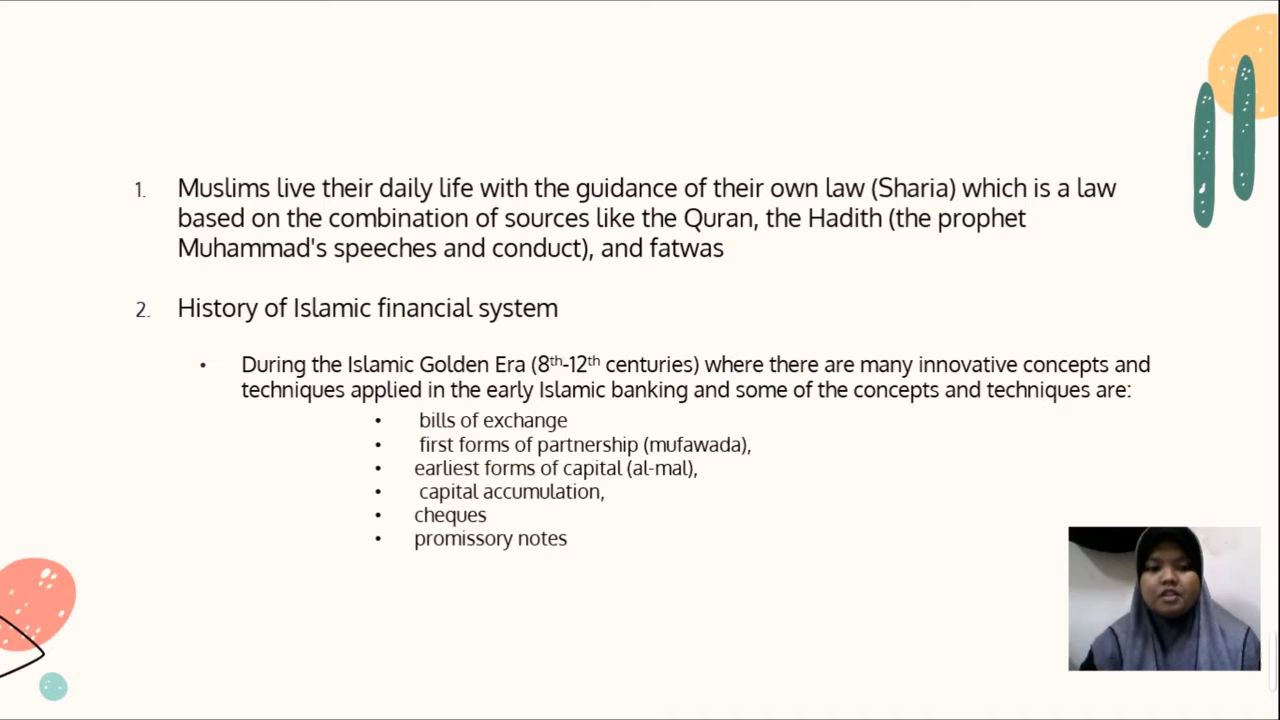 1. Muslims live their daily life with the guidance of their own law (Sharia) which is a law
based on the combination of sources like the Quran, the Hadith (the prophet
Muhammad's speeches and conduct), and fatwas
2. History of Islamic financial system
• During the Islamic Golden Era (8th-12th centuries) where there are many innovative concepts and
techniques applied in the early Islamic banking and some of the concepts and techniques are:
• bills of exchange
• first forms of partnership (mufawada),
• earliest forms of capital (al-mal),
• capital accumulation,
• cheques
• promissory notes